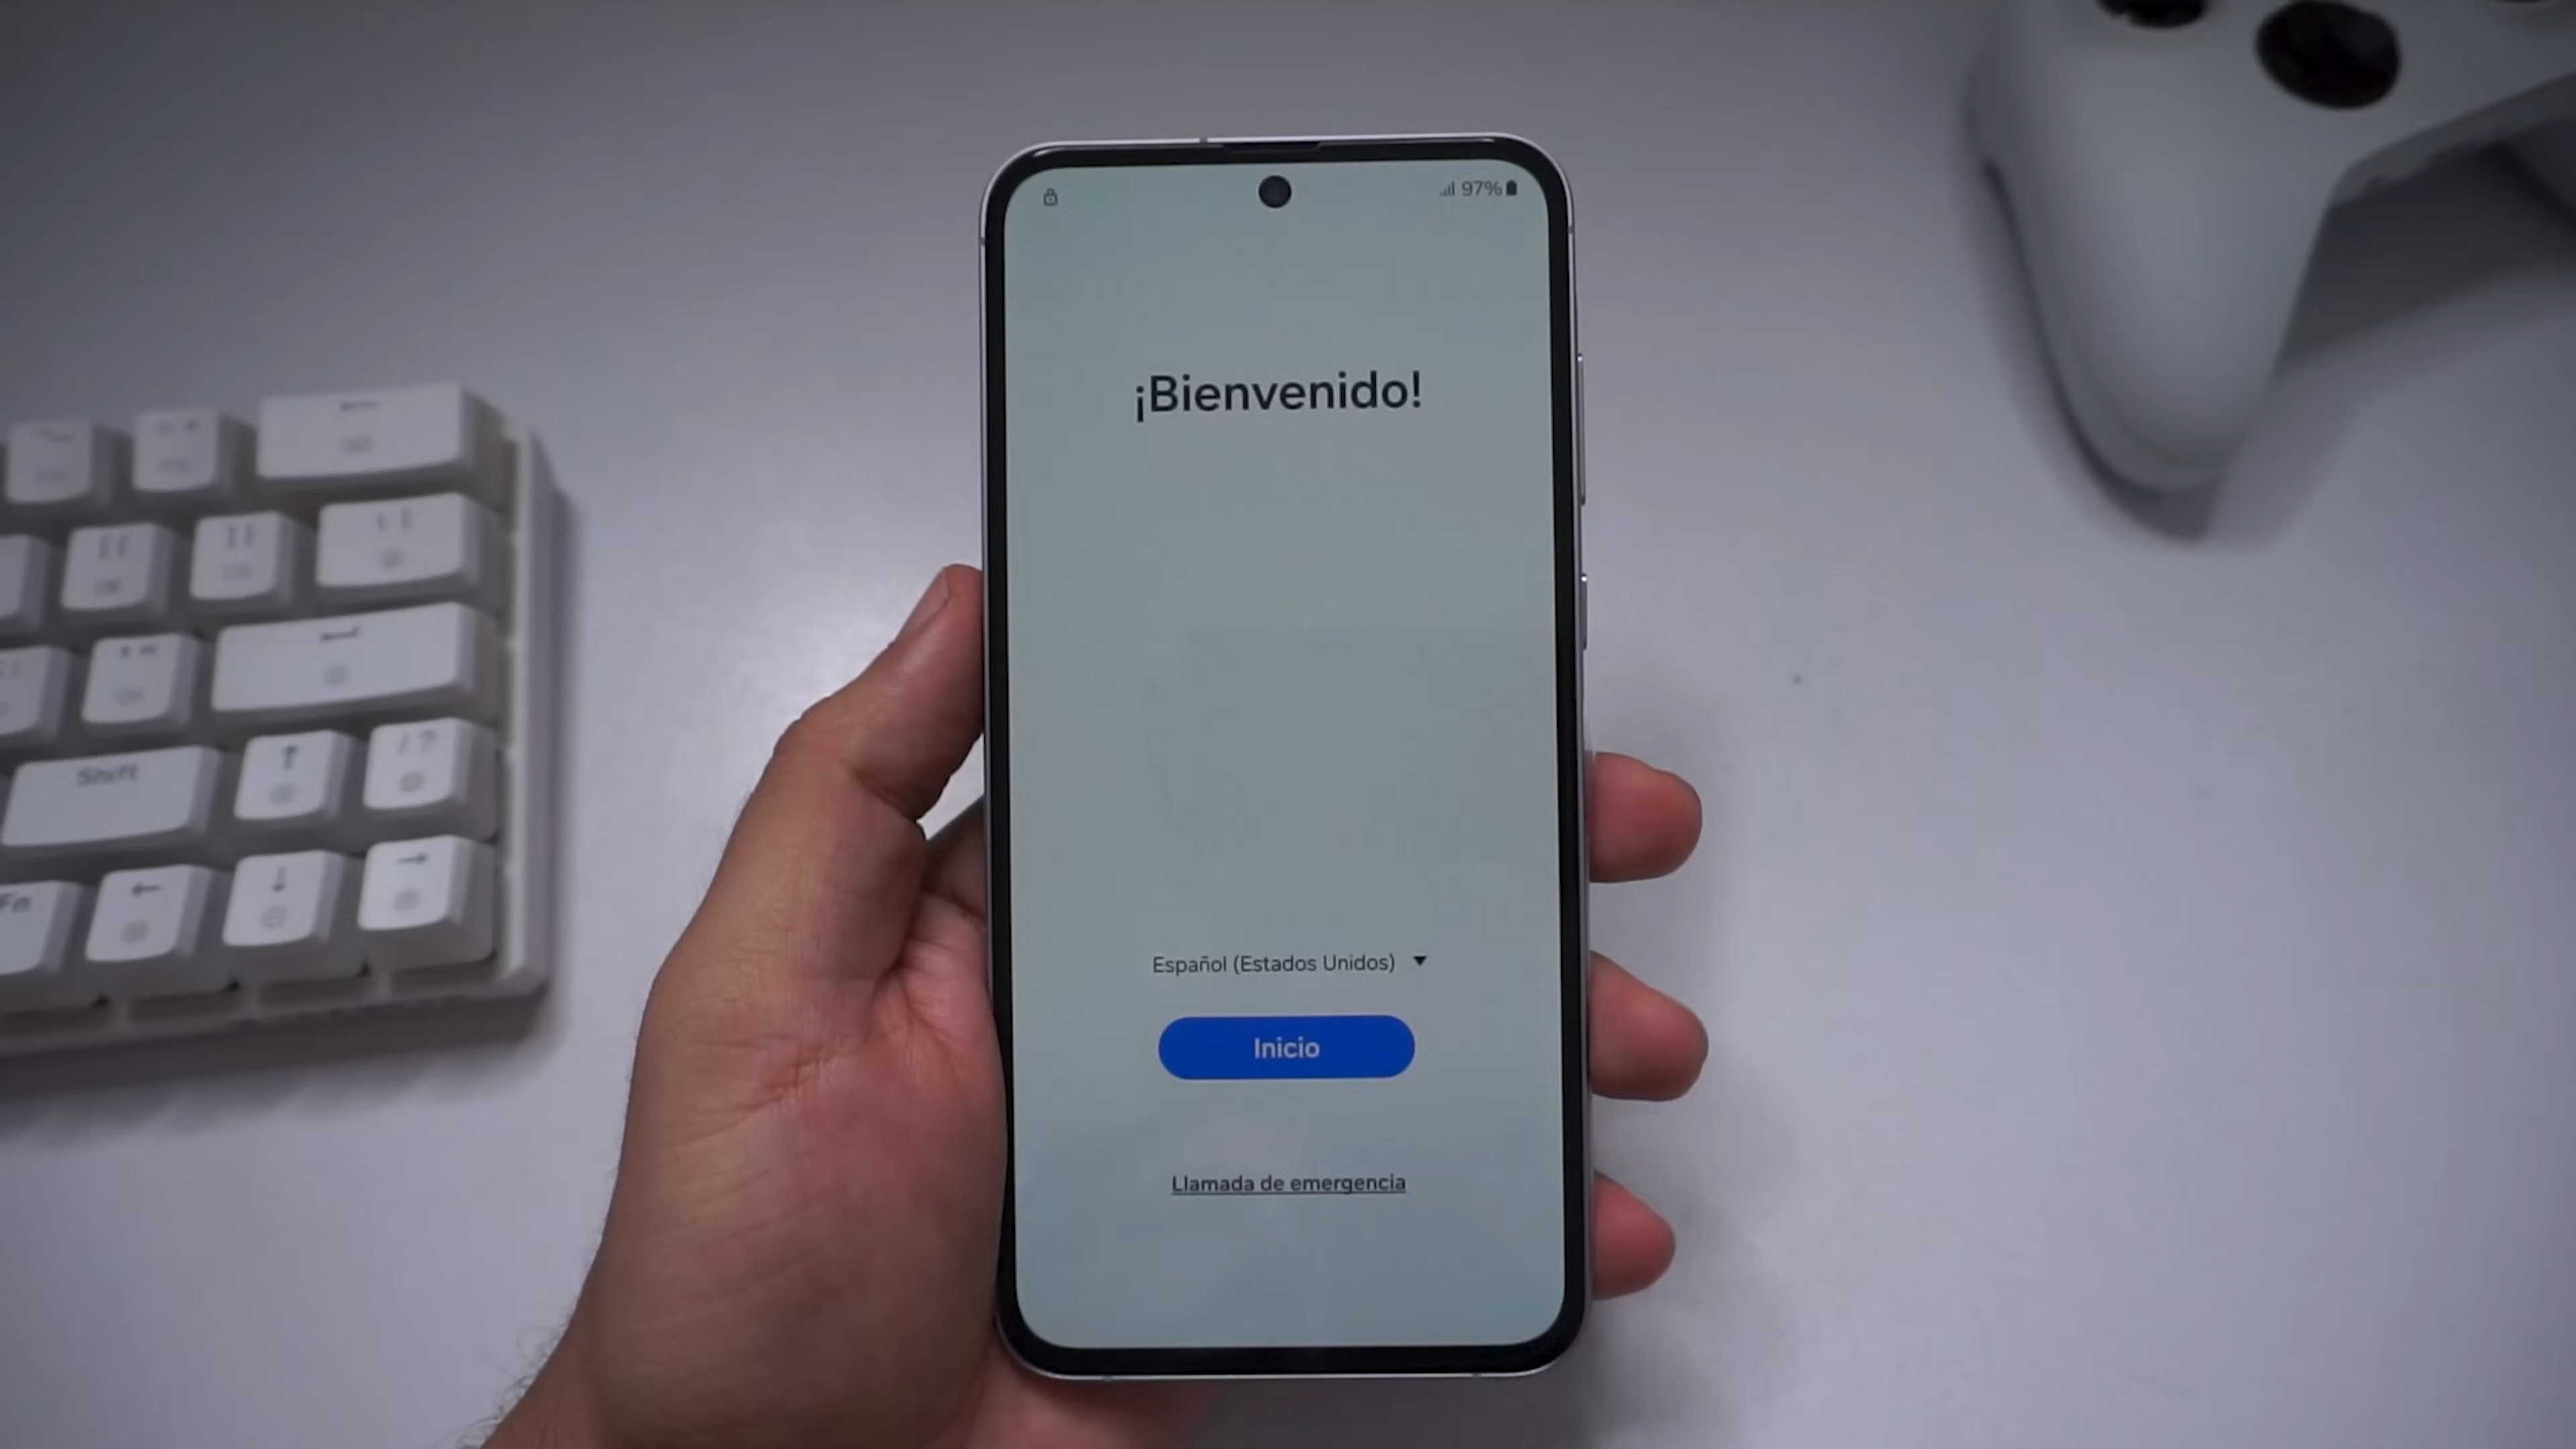 97%
¡Bienvenido!
Español (Estados Unidos)
Inicio
Llamada de emergencia
Shift
/ ?
Fn